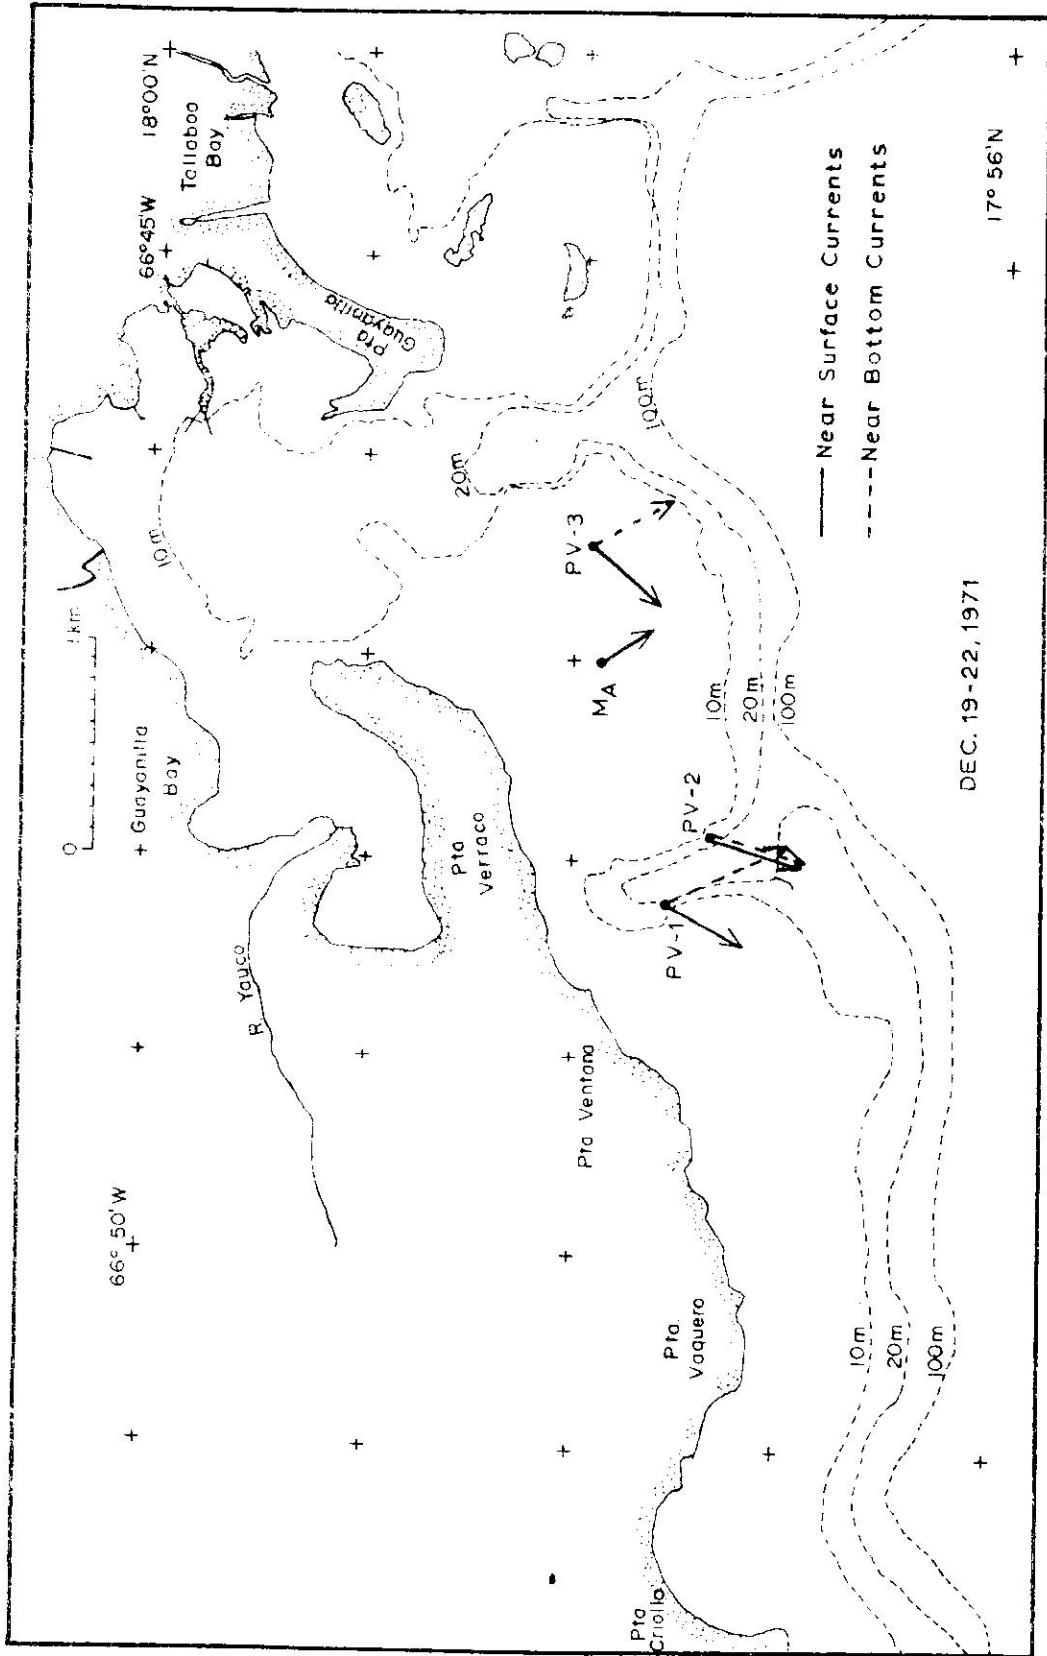 0 1km
66° 50'W
66°45'W
18°00'N
Guayanilla
Bay
10m
Tallaboa
Bay
R. Yauco
Pta
Guayanilla
Pta
Verraco
20m
Pta Ventana
PV-3
MA
100m
Pta
Criolla
Pta
Vaquero
PV-1
PV-2
10m
20m
100m
10m
20m
100m
Near Surface Currents
Near Bottom Currents
DEC. 19-22, 1971
17° 56'N